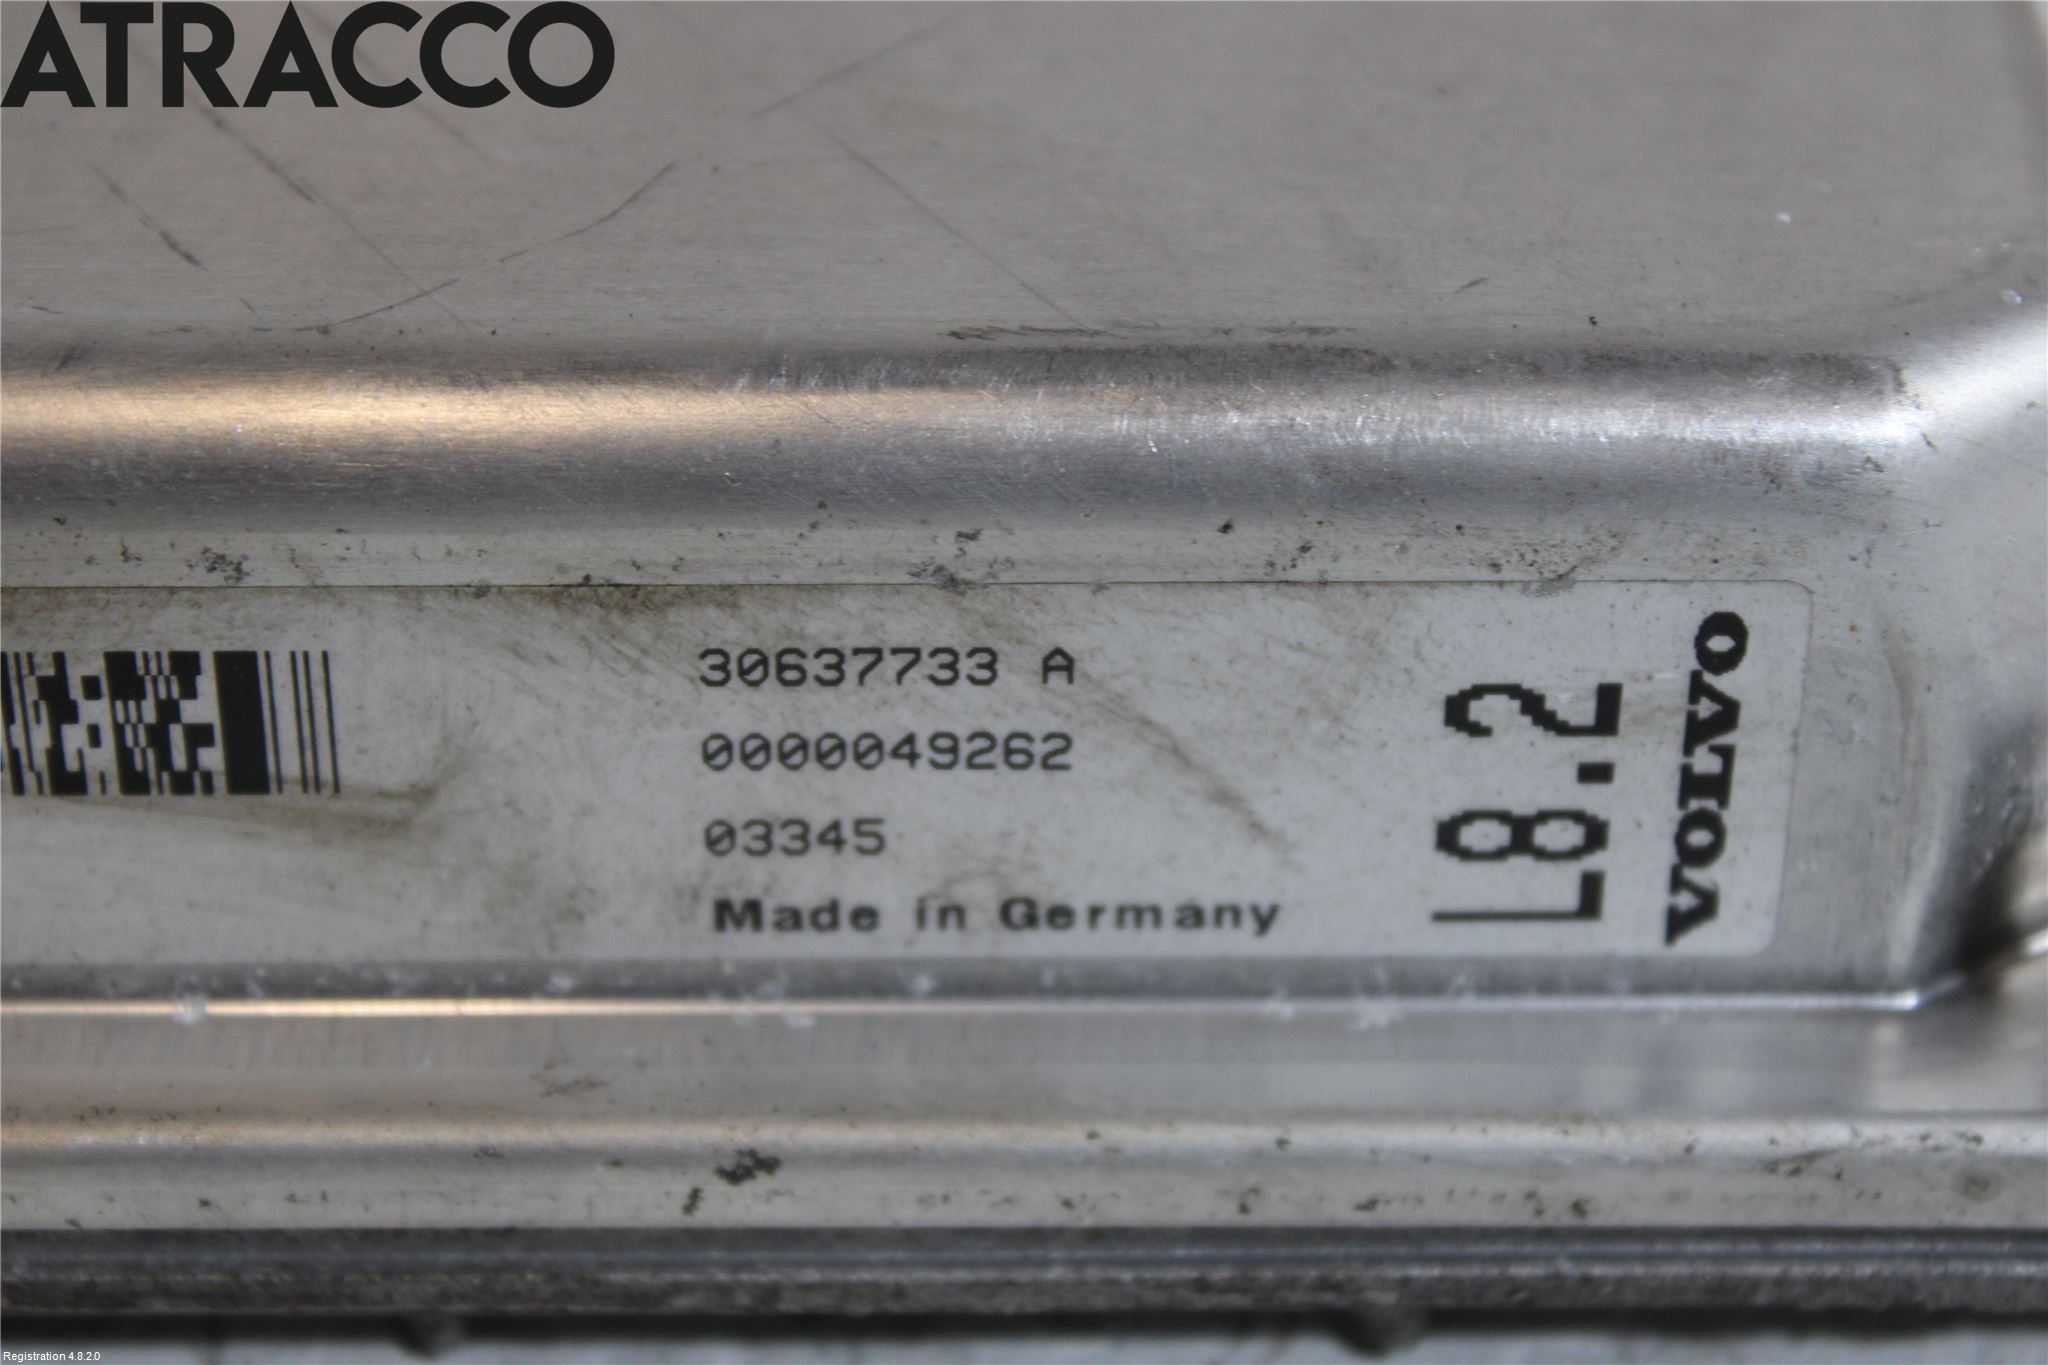 ATRACCO
30637733 A
0000049262
03345
Made in Germany
L8.2
VOLVO
Registration 4.8.2.0